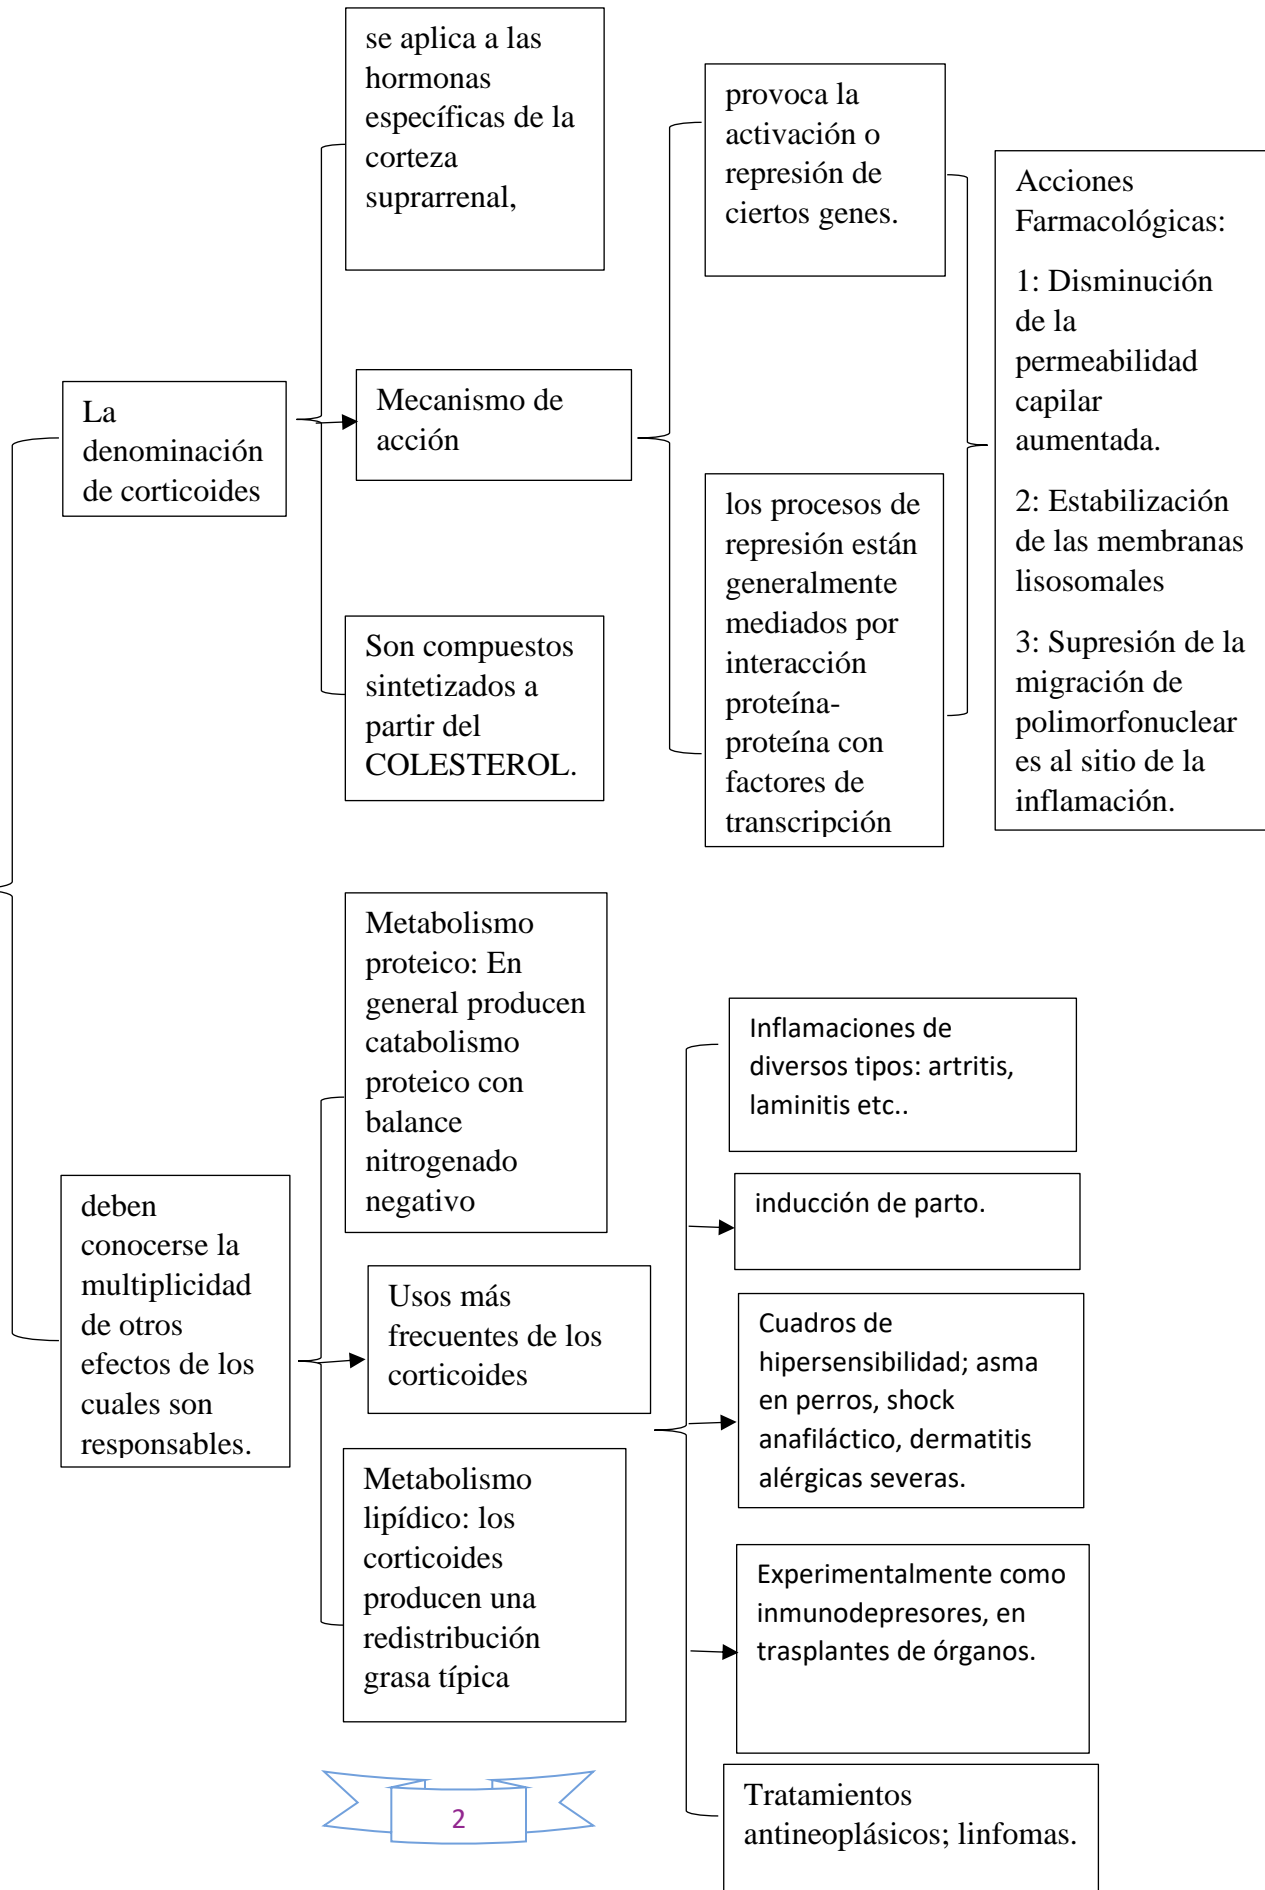 La
denominación
de corticoides
se aplica a las
hormonas
específicas de la
corteza
suprarrenal,
Mecanismo de
acción
Son compuestos
sintetizados a
partir del
COLESTEROL.
provoca la
activación o
represión de
ciertos genes.
los procesos de
represión están
generalmente
mediados por
interacción
proteína-
proteína con
factores de
transcripción
Acciones
Farmacológicas:
1: Disminución
de la
permeabilidad
capilar
aumentada.
2: Estabilización
de las membranas
lisosomales
3: Supresión de la
migración de
polimorfonuclear
es al sitio de la
inflamación.
deben
conocerse la
multiplicidad
de otros
efectos de los
cuales son
responsables.
Metabolismo
proteico: En
general producen
catabolismo
proteico con
balance
nitrogenado
negativo
Usos más
frecuentes de los
corticoides
Metabolismo
lipídico: los
corticoides
producen una
redistribución
grasa típica
Inflamaciones de
diversos tipos: artritis,
laminitis etc..
inducción de parto.
Cuadros de
hipersensibilidad; asma
en perros, shock
anafiláctico, dermatitis
alérgicas severas.
Experimentalmente como
inmunodepresores, en
trasplantes de órganos.
Tratamientos
antineoplásicos; linfomas.
2